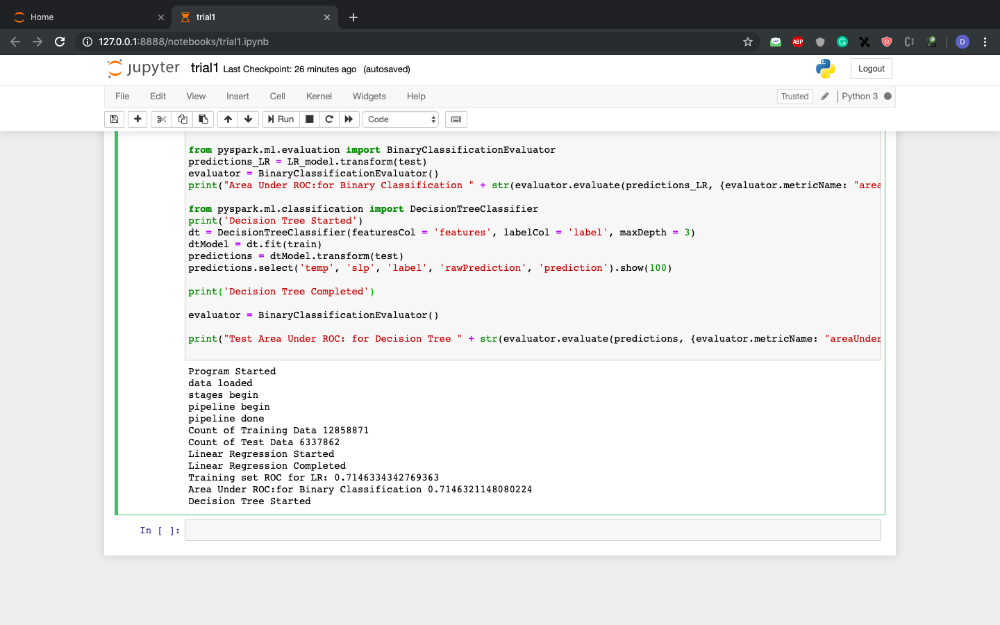 Home
trial1
127.0.0.1:8888/notebooks/trial1.ipynb
ABP
D
jupyter trial1 Last Checkpoint: 26 minutes ago (autosaved)
Logout
File Edit View Insert Cell Kernel Widgets Help
Trusted Python 3
Run Code
from pyspark.ml.evaluation import BinaryClassificationEvaluator
predictions_LR = LR_model.transform(test)
evaluator = BinaryClassificationEvaluator()
print("Area Under ROC:for Binary Classification " + str(evaluator.evaluate(predictions_LR, {evaluator.metricName: "area
from pyspark.ml.classification import DecisionTreeClassifier
print('Decision Tree Started')
dt = DecisionTreeClassifier(featuresCol = 'features', labelCol = 'label', maxDepth = 3)
dtModel = dt.fit(train)
predictions = dtModel.transform(test)
predictions.select('temp', 'slp', 'label', 'rawPrediction', 'prediction').show(100)
print('Decision Tree Completed')
evaluator = BinaryClassificationEvaluator()
print("Test Area Under ROC: for Decision Tree " + str(evaluator.evaluate(predictions, {evaluator.metricName: "areaUnder
Program Started
data loaded
stages begin
pipeline begin
pipeline done
Count of Training Data 12858871
Count of Test Data 6337862
Linear Regression Started
Linear Regression Completed
Training set ROC for LR: 0.7146334342769363
Area Under ROC:for Binary Classification 0.7146321148080224
Decision Tree Started
In [ ]: